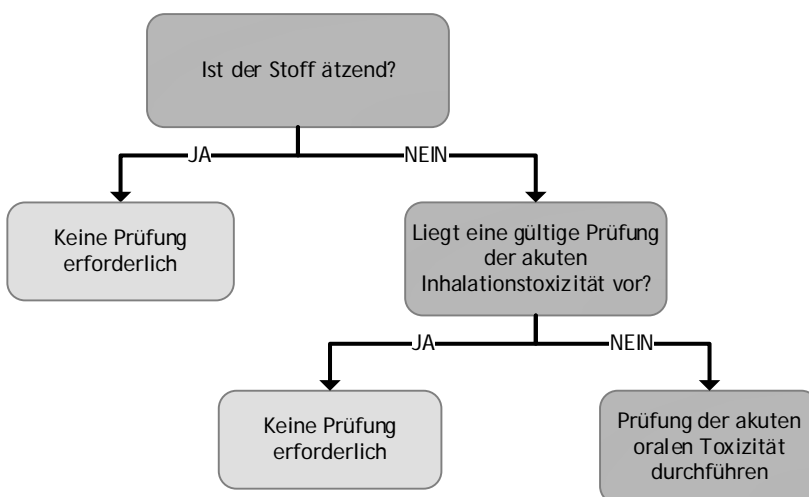 Ist der Stoff ätzend?
JA
NEIN
Keine Prüfung
erforderlich
Liegt eine gültige Prüfung
der akuten
Inhalationstoxizität vor?
JA
NEIN
Keine Prüfung
erforderlich
Prüfung der akuten
oralen Toxizität
durchführen